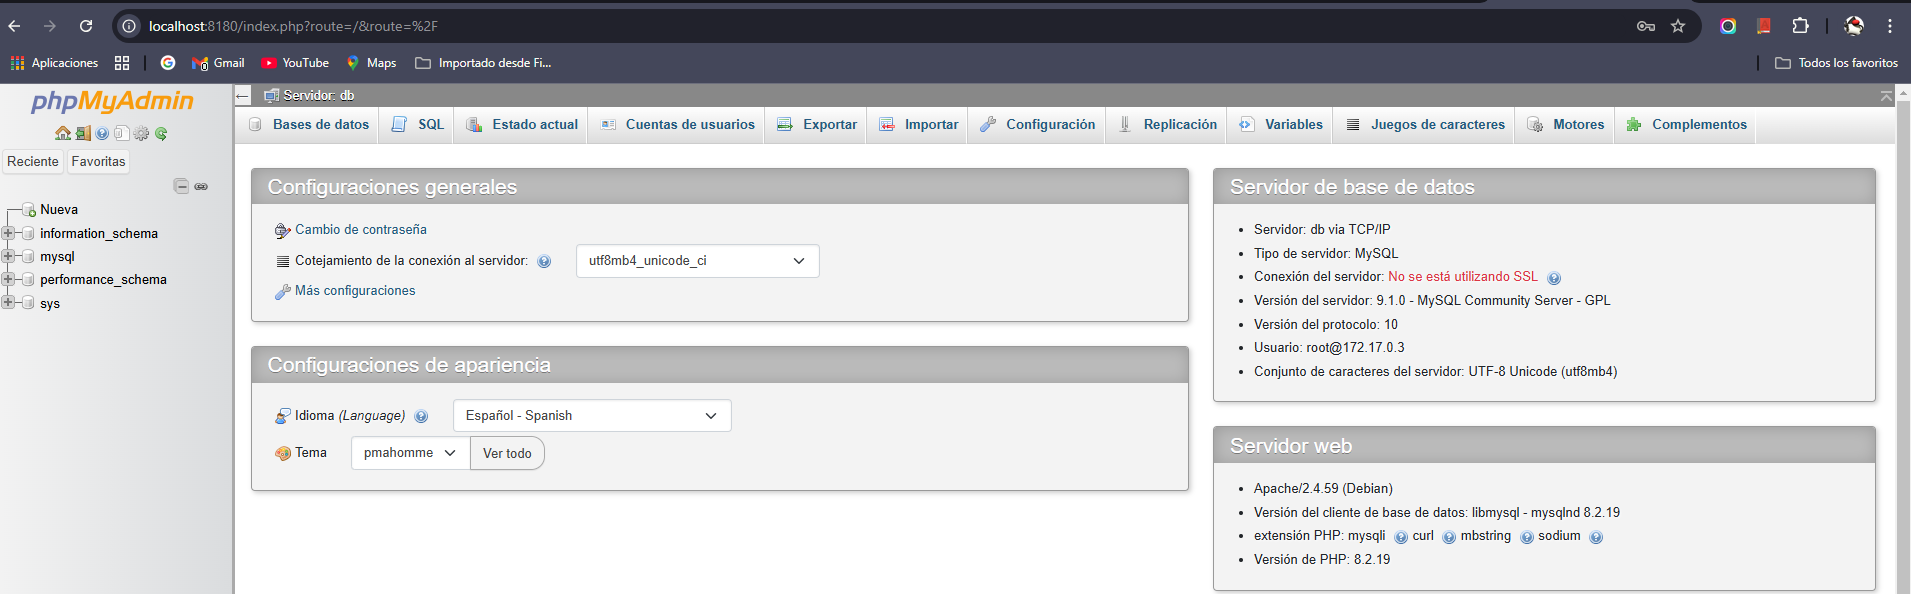 localhost:8180/index.php?route=/&route=%2F
Aplicaciones Gmail YouTube Maps Importado desde Fi... Todos los favoritos
phpMyAdmin
Reciente Favoritas
Nueva
information_schema
mysql
performance_schema
sys
Servidor: db
Bases de datos SQL Estado actual Cuentas de usuarios Exportar Importar Configuración Replicación Variables Juegos de caracteres Motores Complementos
Configuraciones generales
Cambio de contraseña
Cotejamiento de la conexión al servidor: utf8mb4_unicode_ci
Más configuraciones
Configuraciones de apariencia
Idioma (Language) Español - Spanish
Tema pmahomme Ver todo
Servidor de base de datos
Servidor: db via TCP/IP
Tipo de servidor: MySQL
Conexión del servidor: No se está utilizando SSL
Versión del servidor: 9.1.0 - MySQL Community Server - GPL
Versión del protocolo: 10
Usuario: root@172.17.0.3
Conjunto de caracteres del servidor: UTF-8 Unicode (utf8mb4)
Servidor web
Apache/2.4.59 (Debian)
Versión del cliente de base de datos: libmysql - mysqlnd 8.2.19
extensión PHP: mysqli curl mbstring sodium
Versión de PHP: 8.2.19